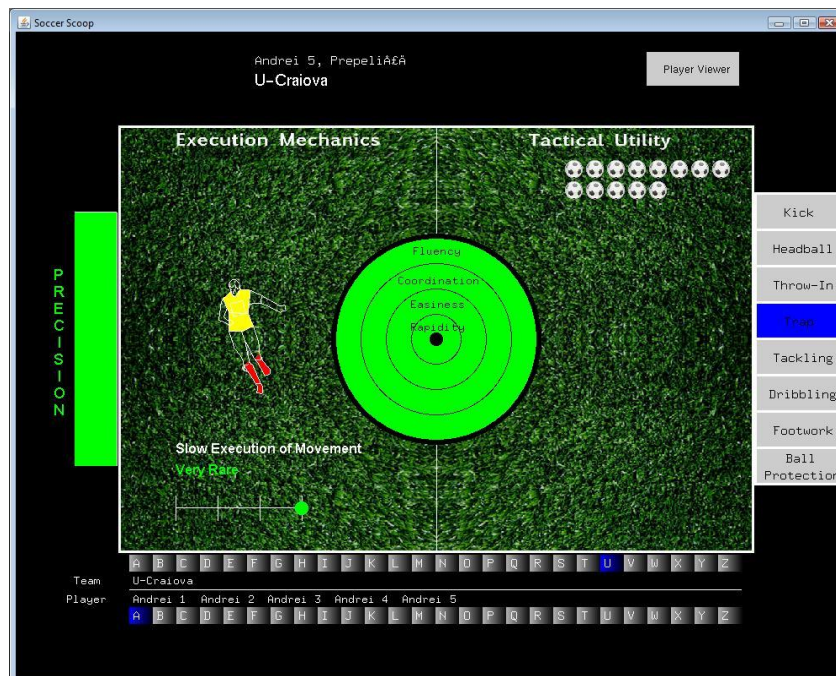 Soccer Scoop
Andrei 5, PrepeliÅ£Ä
U-Craiova
Player Viewer
Execution Mechanics
Tactical Utility
PRECISION
Fluency
Coordination
Easiness
Rapidity
Kick
Headball
Throw-In
Trap
Tackling
Dribbling
Footwork
Ball
Protection
Slow Execution of Movement
Very Rare
A B C D E F G H I J K L M N O P Q R S T U V W X Y Z
Team U-Craiova
Player Andrei 1 Andrei 2 Andrei 3 Andrei 4 Andrei 5
A B C D E F G H I J K L M N O P Q R S T U V W X Y Z